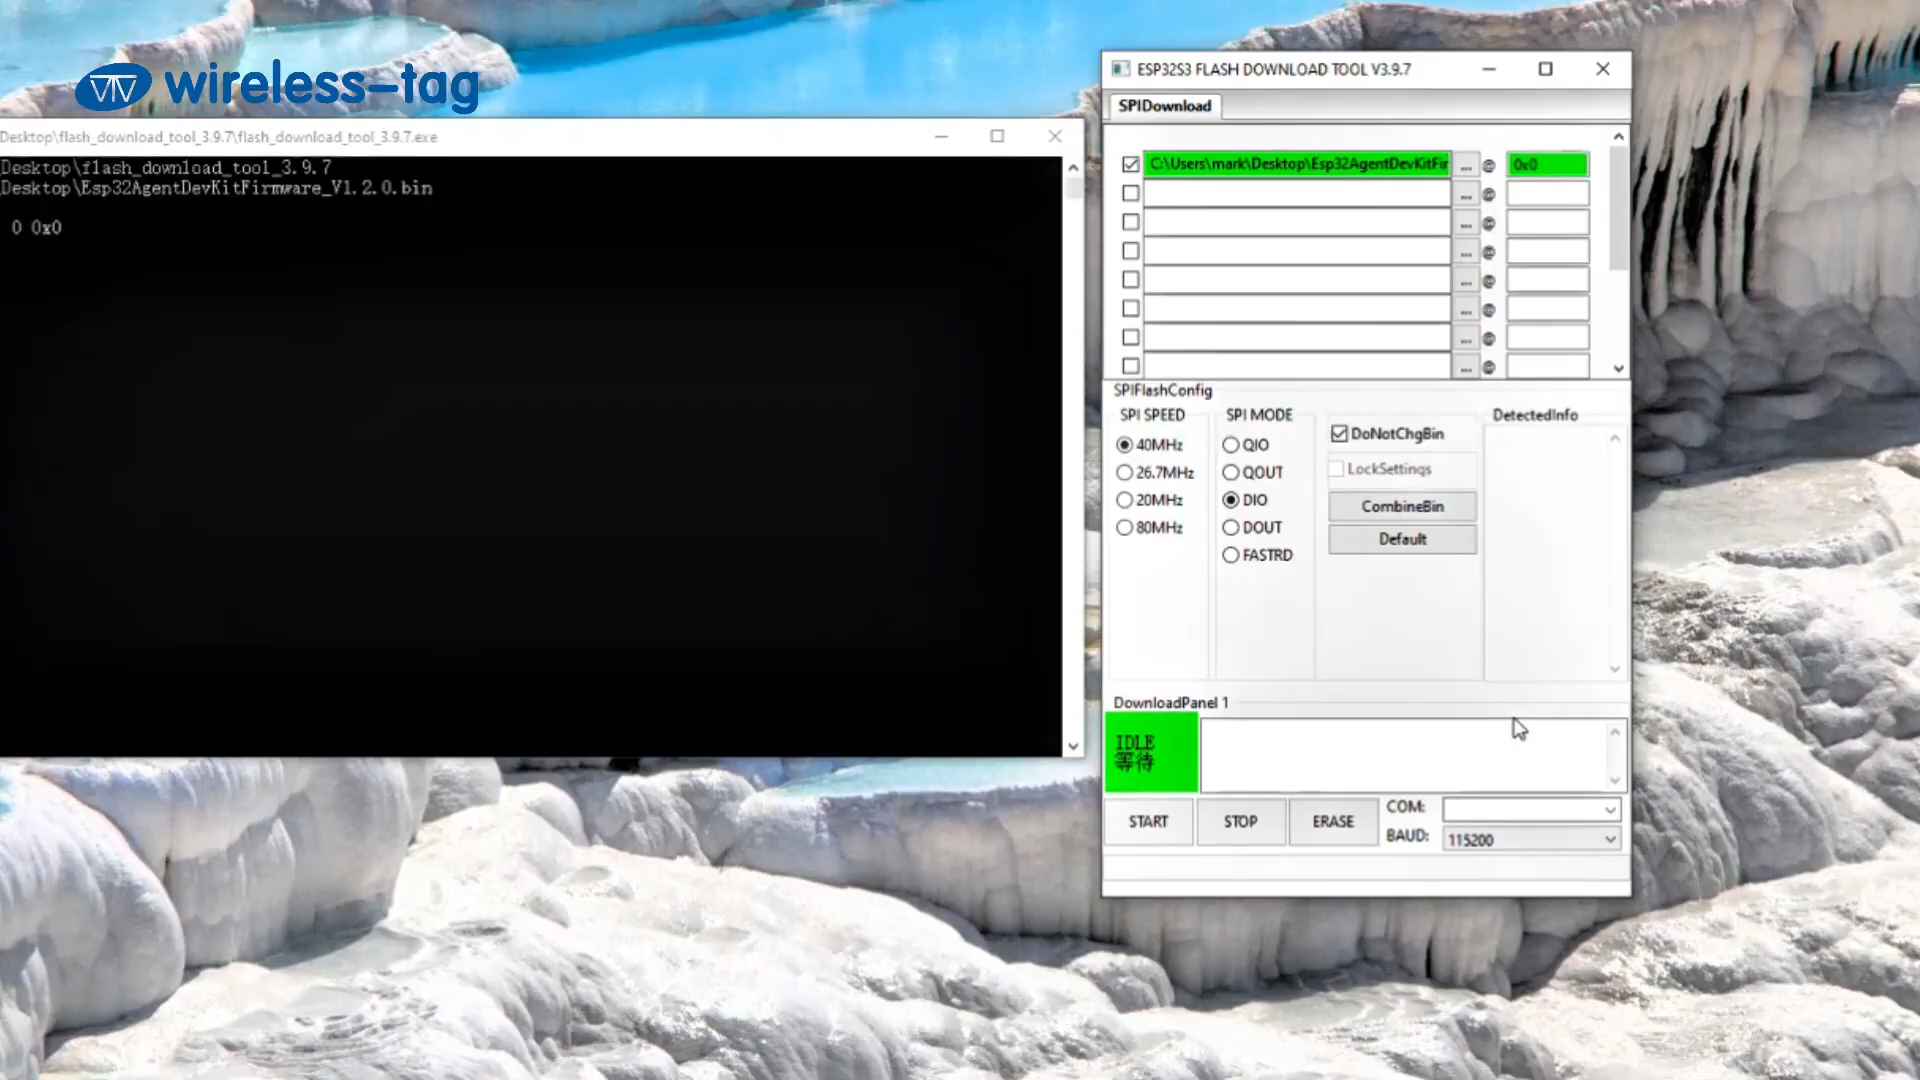 wireless-tag
Desktop\flash_download_tool_3.9.7\flash_download_tool_3.9.7.exe
Desktop\flash_download_tool_3.9.7
Desktop\Esp32AgentDevKitFirmware_V1.2.0.bin
0 0x0
ESP32S3 FLASH DOWNLOAD TOOL V3.9.7
SPIDownload
C:\Users\mark\Desktop\Esp32AgentDevKitFir ... @ 0x0
... @
... @
... @
... @
... @
... @
... @
SPIFlashConfig
SPI SPEED
40MHz
26.7MHz
20MHz
80MHz
SPI MODE
QIO
QOUT
DIO
DOUT
FASTRD
DoNotChgBin
LockSettings
CombineBin
Default
DetectedInfo
DownloadPanel 1
IDLE
等待
START STOP ERASE
COM:
BAUD: 115200